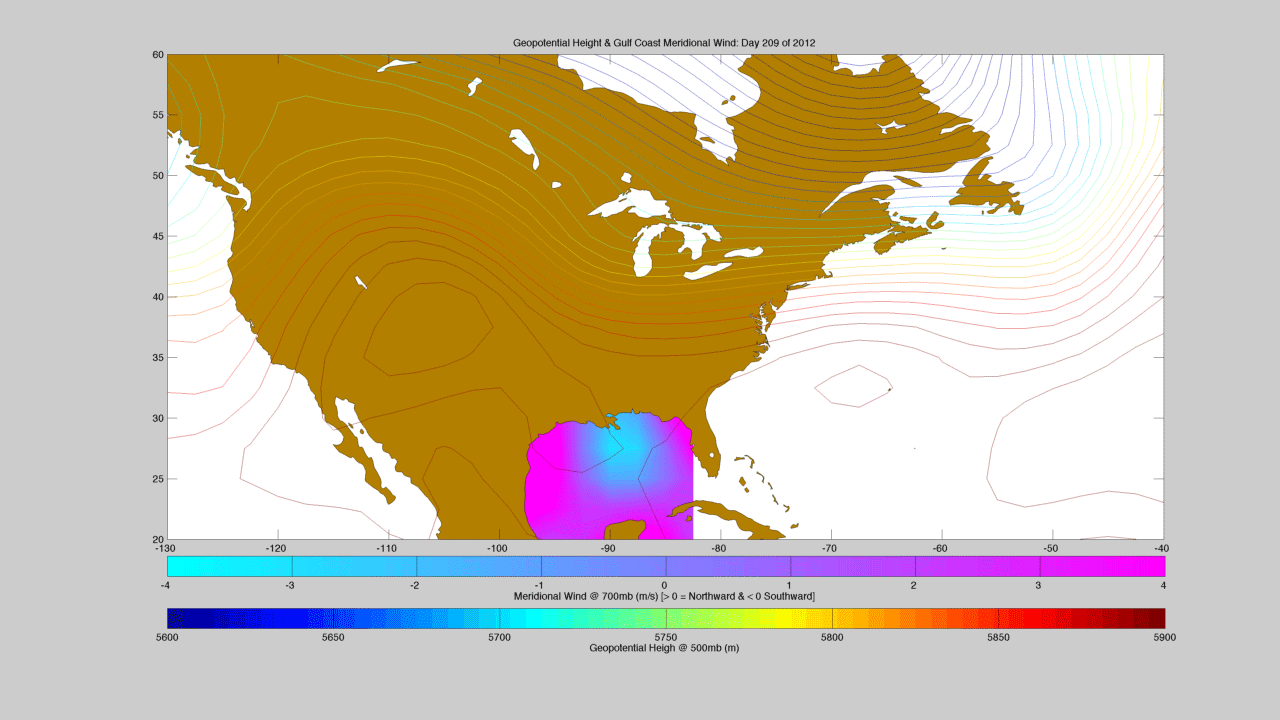 Geopotential Height & Gulf Coast Meridional Wind: Day 209 of 2012
60
55
50
45
40
35
30
25
20
-130 -120 -110 -100 -90 -80 -70 -60 -50 -40
-4 -3 -2 -1 0 1 2 3 4
Meridional Wind @ 700mb (m/s) [> 0 = Northward & < 0 Southward]
5600 5650 5700 5750 5800 5850 5900
Geopotential Heigh @ 500mb (m)